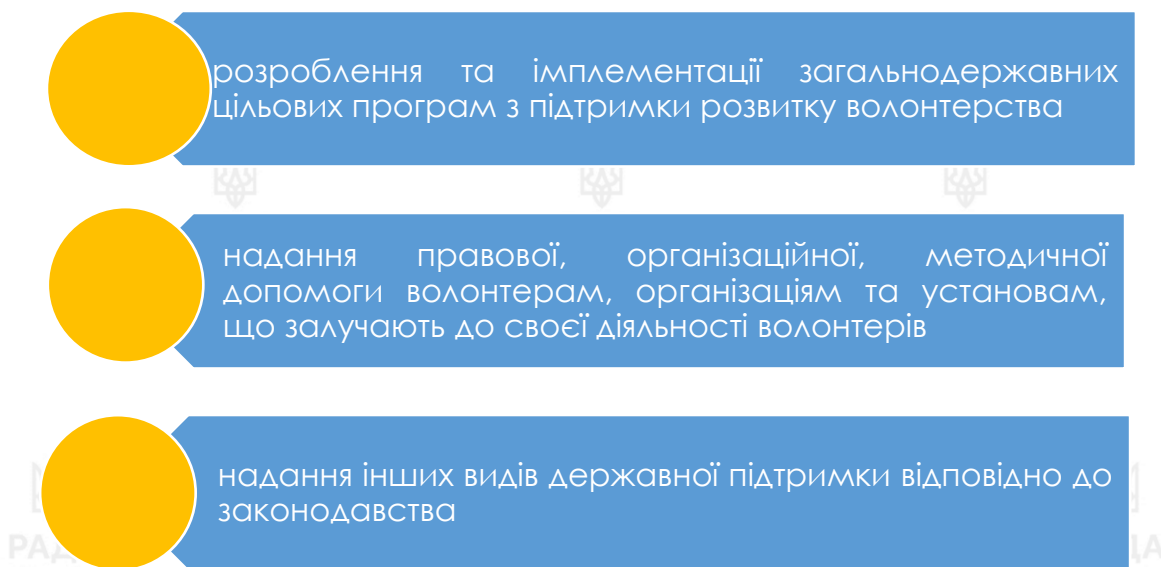 розроблення та імплементації загальнодержавних
цільових програм з підтримки розвитку волонтерства
надання правової, організаційної, методичної
допомоги волонтерам, організаціям та установам,
що залучають до своєї діяльності волонтерів
надання інших видів державної підтримки відповідно до
законодавства